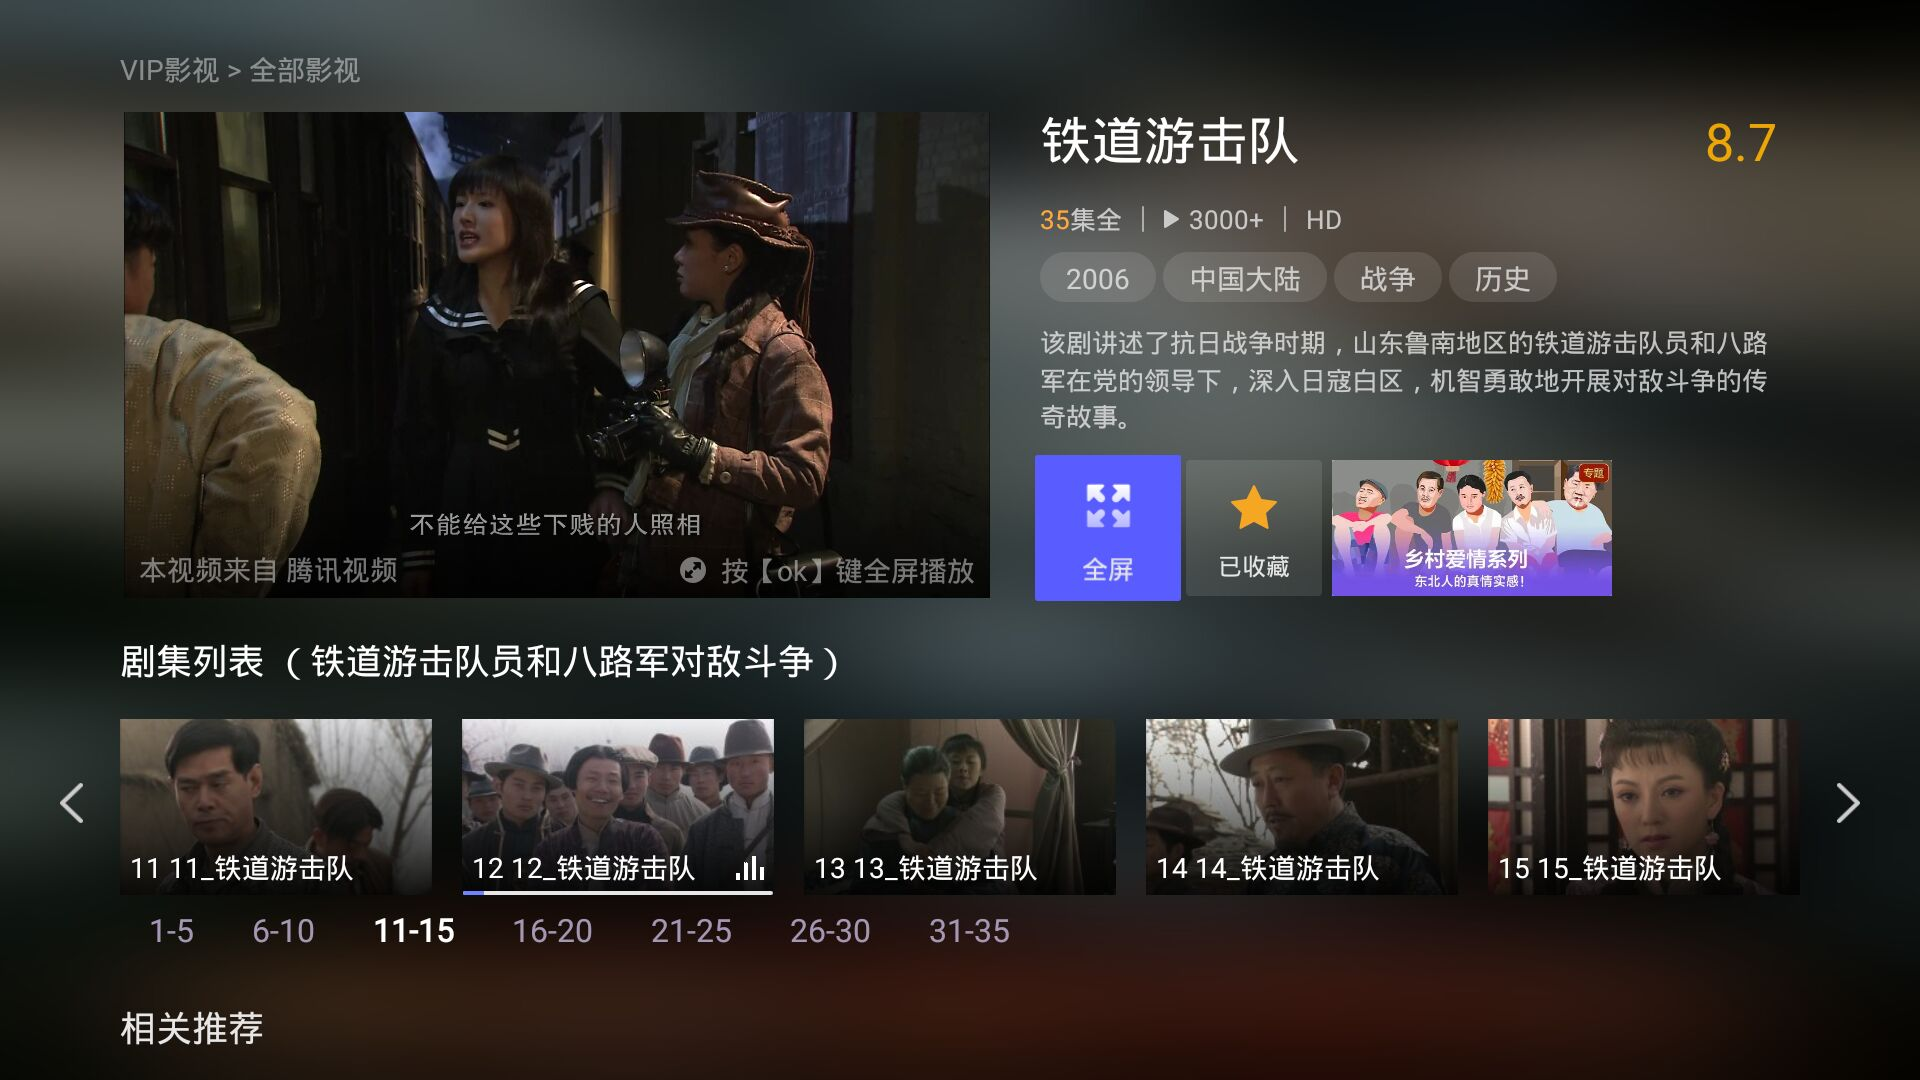 VIP影视 > 全部影视
铁道游击队
8.7
35集全 | 3000+ | HD
2006 中国大陆 战争 历史
该剧讲述了抗日战争时期，山东鲁南地区的铁道游击队员和八路
军在党的领导下，深入日寇白区，机智勇敢地开展对敌斗争的传
奇故事。
不能给这些下贱的人照相
本视频来自 腾讯视频
按【ok】键全屏播放
全屏
已收藏
专题
乡村爱情系列
东北人的真情实感!
剧集列表 （铁道游击队员和八路军对敌斗争）
11 11_铁道游击队
12 12_铁道游击队
13 13_铁道游击队
14 14_铁道游击队
15 15_铁道游击队
1-5 6-10 11-15 16-20 21-25 26-30 31-35
相关推荐